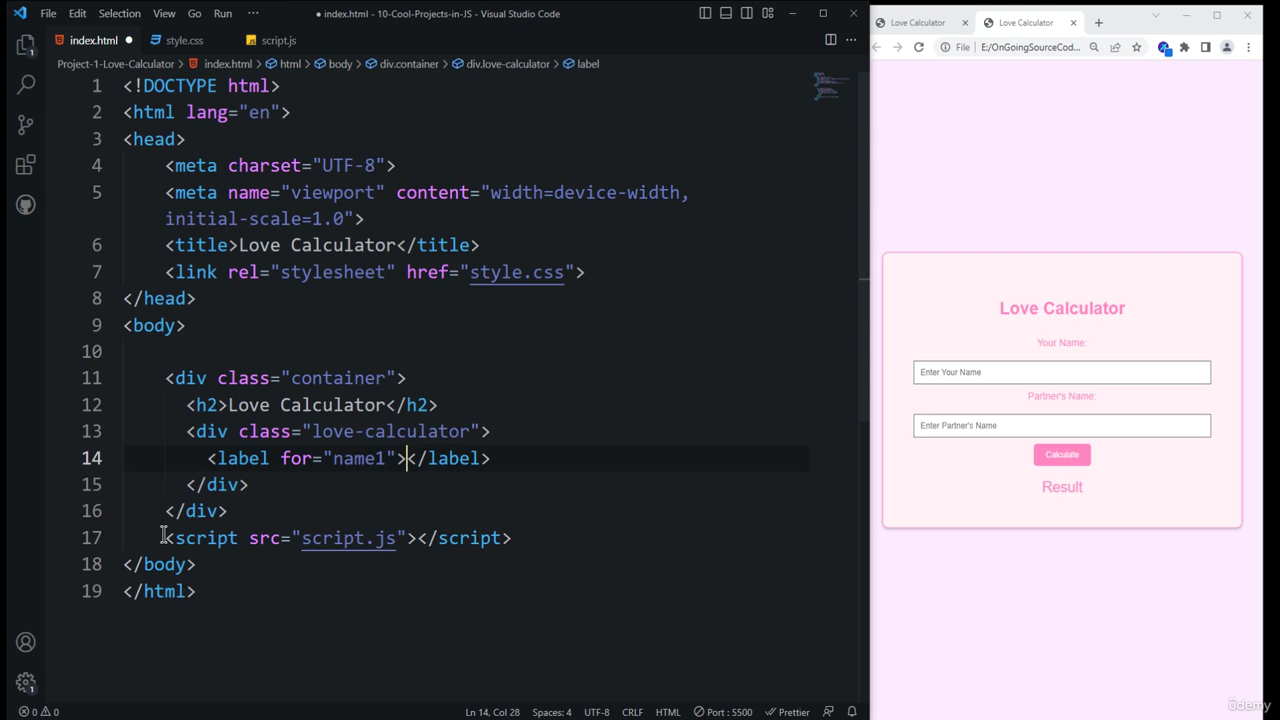 File Edit Selection View Go Run ··· ● index.html - 10-Cool-Projects-in-JS - Visual Studio Code
index.html ● style.css script.js
Project-1-Love-Calculator > index.html > html > body > div.container > div.love-calculator > label
1 <!DOCTYPE html>
2 <html lang="en">
3 <head>
4 <meta charset="UTF-8">
5 <meta name="viewport" content="width=device-width,
initial-scale=1.0">
6 <title>Love Calculator</title>
7 <link rel="stylesheet" href="style.css">
8 </head>
9 <body>
10
11 <div class="container">
12 <h2>Love Calculator</h2>
13 <div class="love-calculator">
14 <label for="name1"></label>
15 </div>
16 </div>
17 <script src="script.js"></script>
18 </body>
19 </html>
1
1
0 0 Ln 14, Col 28 Spaces: 4 UTF-8 CRLF HTML Port : 5500 Prettier
Love Calculator Love Calculator
File E:/OnGoingSourceCod...
Love Calculator
Your Name:
Enter Your Name
Partner's Name:
Enter Partner's Name
Calculate
Result
ûdemy